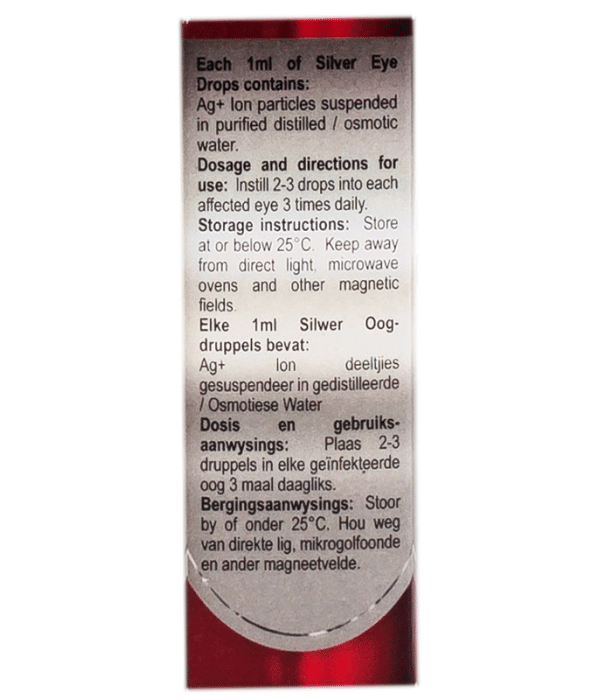 Each 1ml of Silver Eye
Drops contains:
Ag+ Ion particles suspended
in purified distilled / osmotic
water.
Dosage and directions for
use: Instill 2-3 drops into each
affected eye 3 times daily.
Storage instructions: Store
at or below 25°C. Keep away
from direct light, microwave
ovens and other magnetic
fields.
Elke 1ml Silwer Oog-
druppels bevat:
Ag+ Ion deeltjies
gesuspendeer in gedistilleerde
/ Osmotiese Water
Dosis en gebruiks-
aanwysings: Plaas 2-3
druppels in elke geïnfekteerde
oog 3 maal daagliks.
Bergingsaanwysings: Stoor
by of onder 25°C. Hou weg
van direkte lig, mikrogolfoonde
en ander magneetvelde.